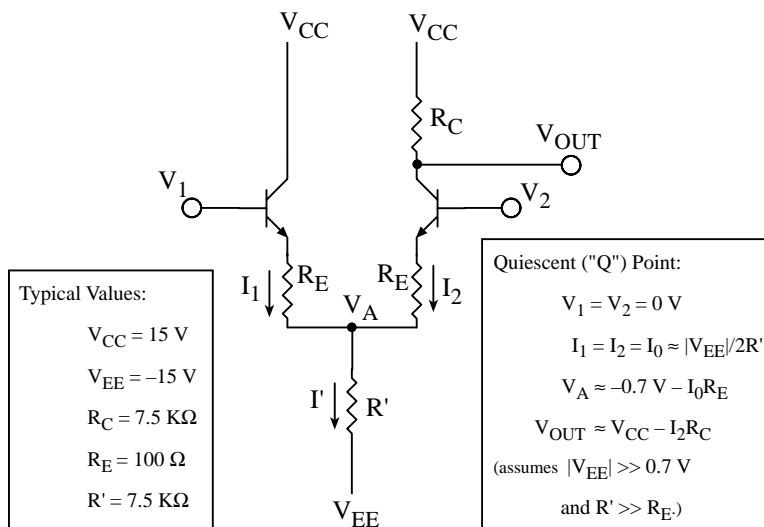 V_CC
V_CC
R_C
V_OUT
V_1
V_2
R_E
R_E
I_1
I_2
V_A
I'
R'
V_EE
Typical Values:
V_CC = 15 V
V_EE = –15 V
R_C = 7.5 KΩ
R_E = 100 Ω
R' = 7.5 KΩ
Quiescent ("Q") Point:
V_1 = V_2 = 0 V
I_1 = I_2 = I_0 ≈ |V_EE|/2R'
V_A ≈ –0.7 V – I_0R_E
V_OUT ≈ V_CC – I_2R_C
(assumes |V_EE| >> 0.7 V
and R' >> R_E.)